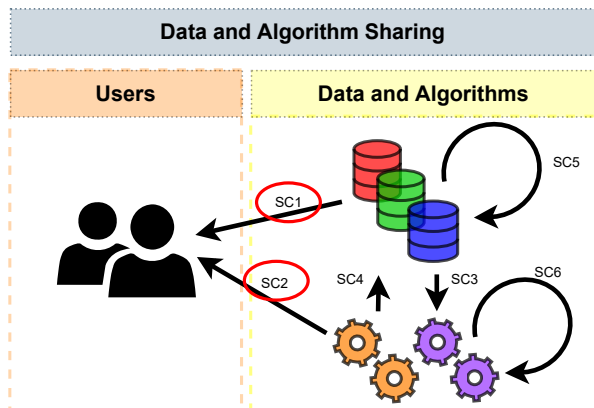 Data and Algorithm Sharing
Users
Data and Algorithms
SC1
SC5
SC2
SC4
SC3
SC6